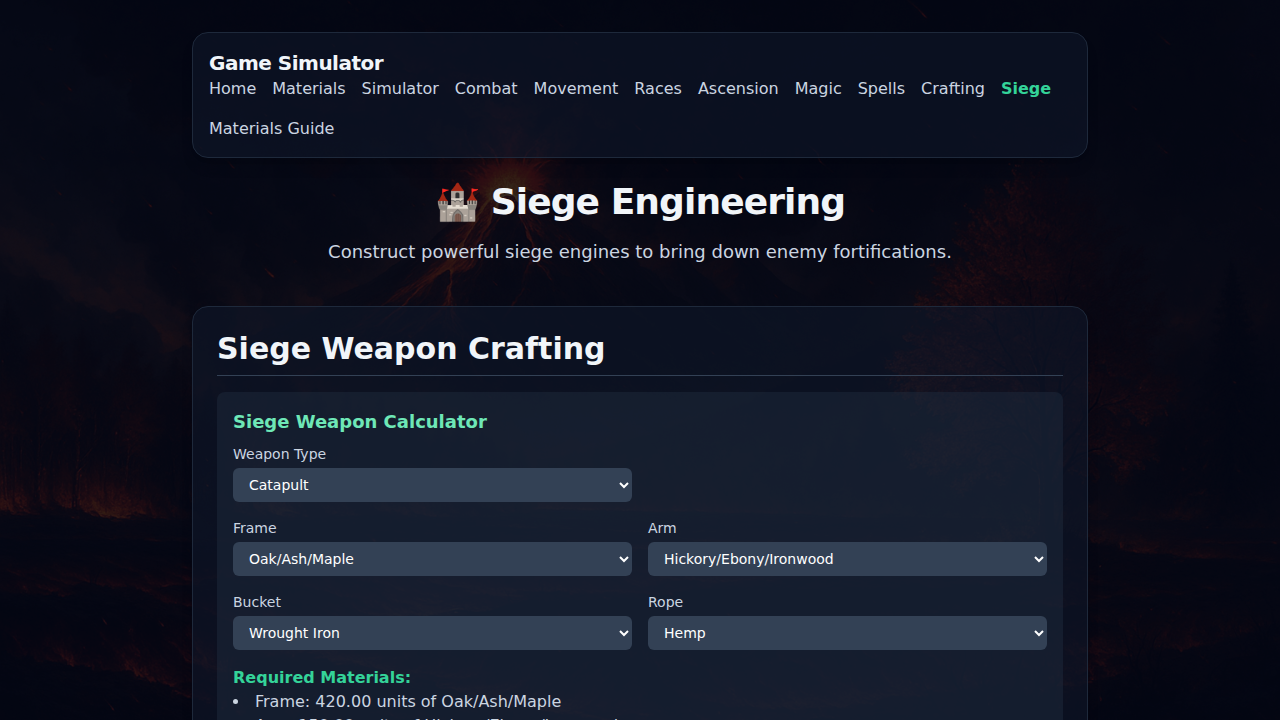 Game Simulator
Home Materials Simulator Combat Movement Races Ascension Magic Spells Crafting Siege
Materials Guide
Siege Engineering
Construct powerful siege engines to bring down enemy fortifications.
Siege Weapon Crafting
Siege Weapon Calculator
Weapon Type
Catapult
Frame Arm
Oak/Ash/Maple Hickory/Ebony/Ironwood
Bucket Rope
Wrought Iron Hemp
Required Materials:
Frame: 420.00 units of Oak/Ash/Maple